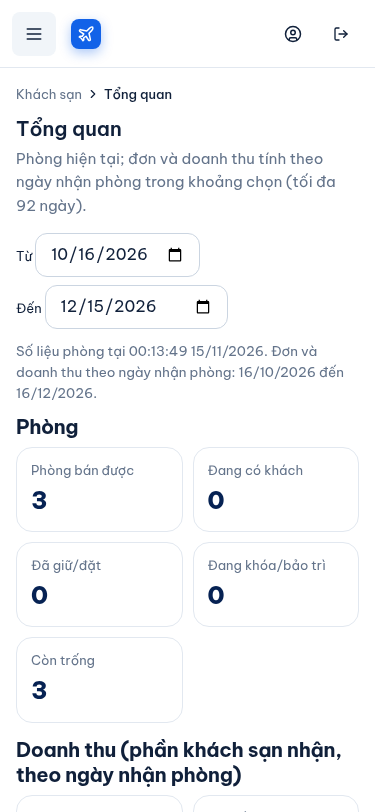 Khách sạn > Tổng quan
Tổng quan
Phòng hiện tại; đơn và doanh thu tính theo
ngày nhận phòng trong khoảng chọn (tối đa
92 ngày).
Từ 10/16/2026
Đến 12/15/2026
Số liệu phòng tại 00:13:49 15/11/2026. Đơn và
doanh thu theo ngày nhận phòng: 16/10/2026 đến
16/12/2026.
Phòng
Phòng bán được
3
Đang có khách
0
Đã giữ/đặt
0
Đang khóa/bảo trì
0
Còn trống
3
Doanh thu (phần khách sạn nhận,
theo ngày nhận phòng)